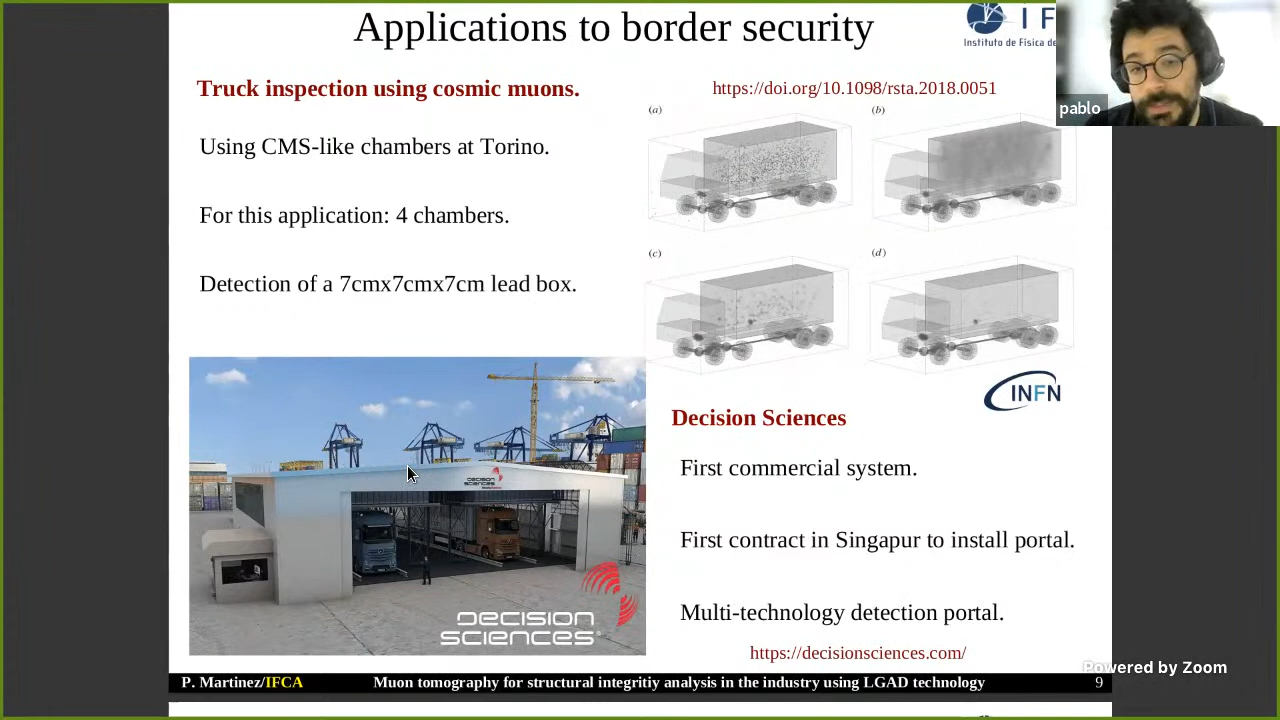 Applications to border security
I F
Instituto de Física de
pablo
Truck inspection using cosmic muons.
https://doi.org/10.1098/rsta.2018.0051
Using CMS-like chambers at Torino.
For this application: 4 chambers.
Detection of a 7cmx7cmx7cm lead box.
(a)
(b)
(c)
(d)
INFN
DECISION
SCIENCES
DECISION
SCIENCES
Decision Sciences
First commercial system.
First contract in Singapur to install portal.
Multi-technology detection portal.
https://decisionsciences.com/
Powered by Zoom
P. Martinez/IFCA
Muon tomography for structural integritiy analysis in the industry using LGAD technology
9